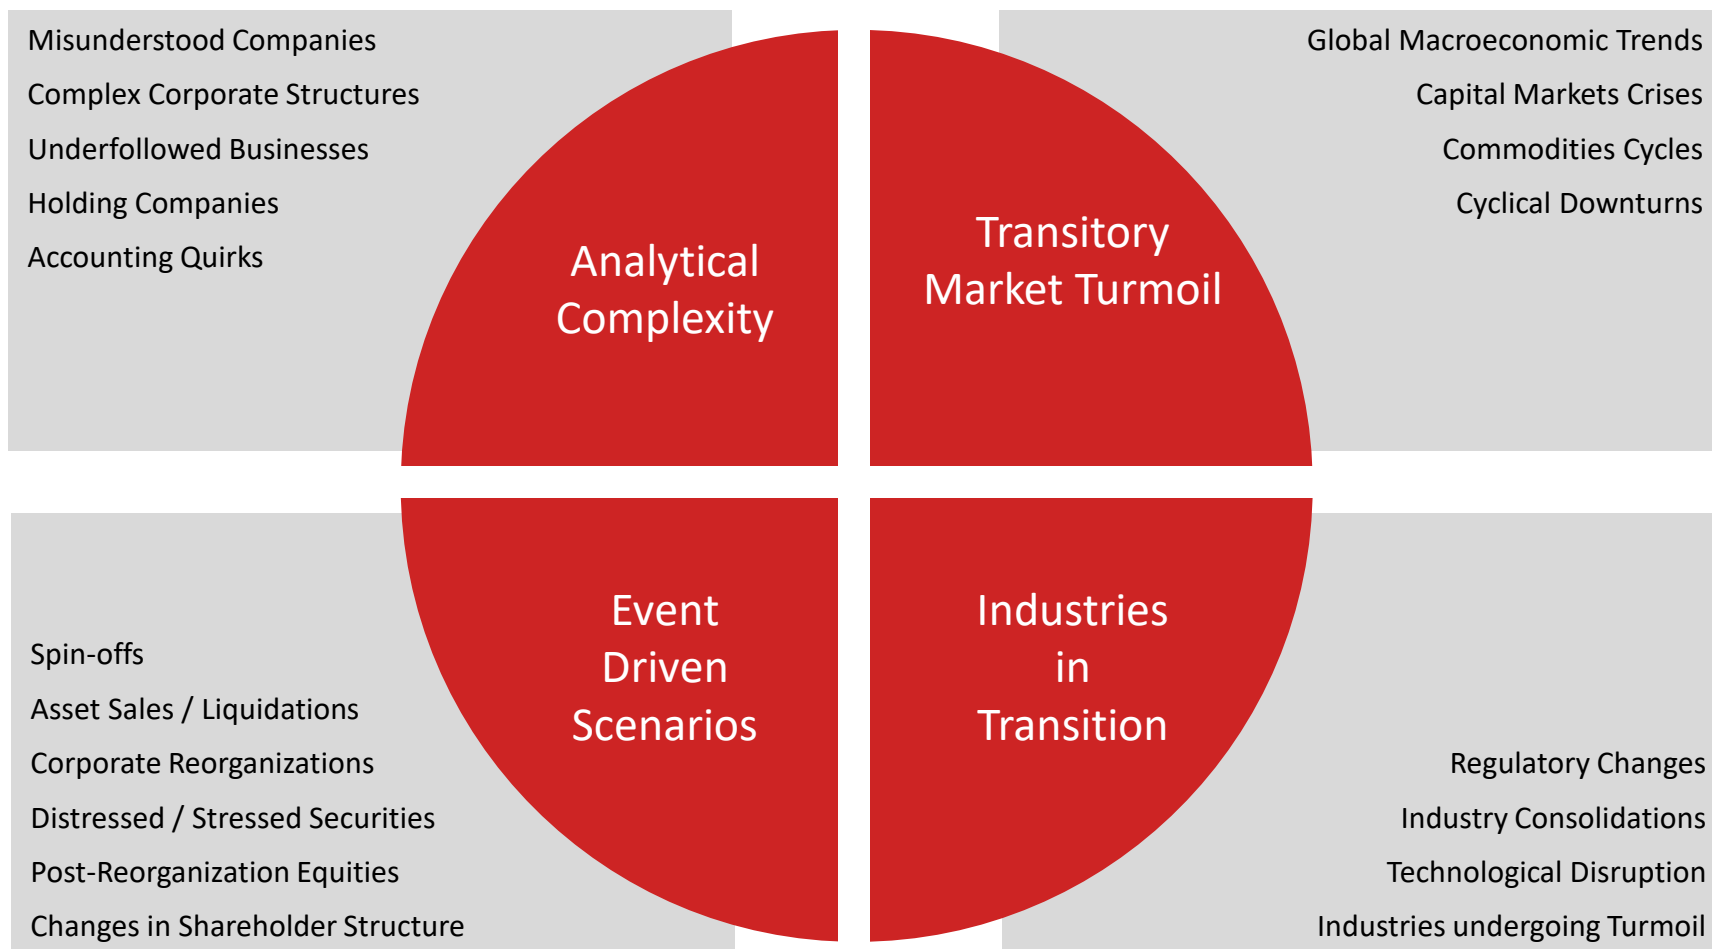 Misunderstood Companies
Complex Corporate Structures
Underfollowed Businesses
Holding Companies
Accounting Quirks
Analytical
Complexity
Global Macroeconomic Trends
Capital Markets Crises
Commodities Cycles
Cyclical Downturns
Transitory
Market Turmoil
Event
Driven
Scenarios
Spin-offs
Asset Sales / Liquidations
Corporate Reorganizations
Distressed / Stressed Securities
Post-Reorganization Equities
Changes in Shareholder Structure
Industries
in
Transition
Regulatory Changes
Industry Consolidations
Technological Disruption
Industries undergoing Turmoil